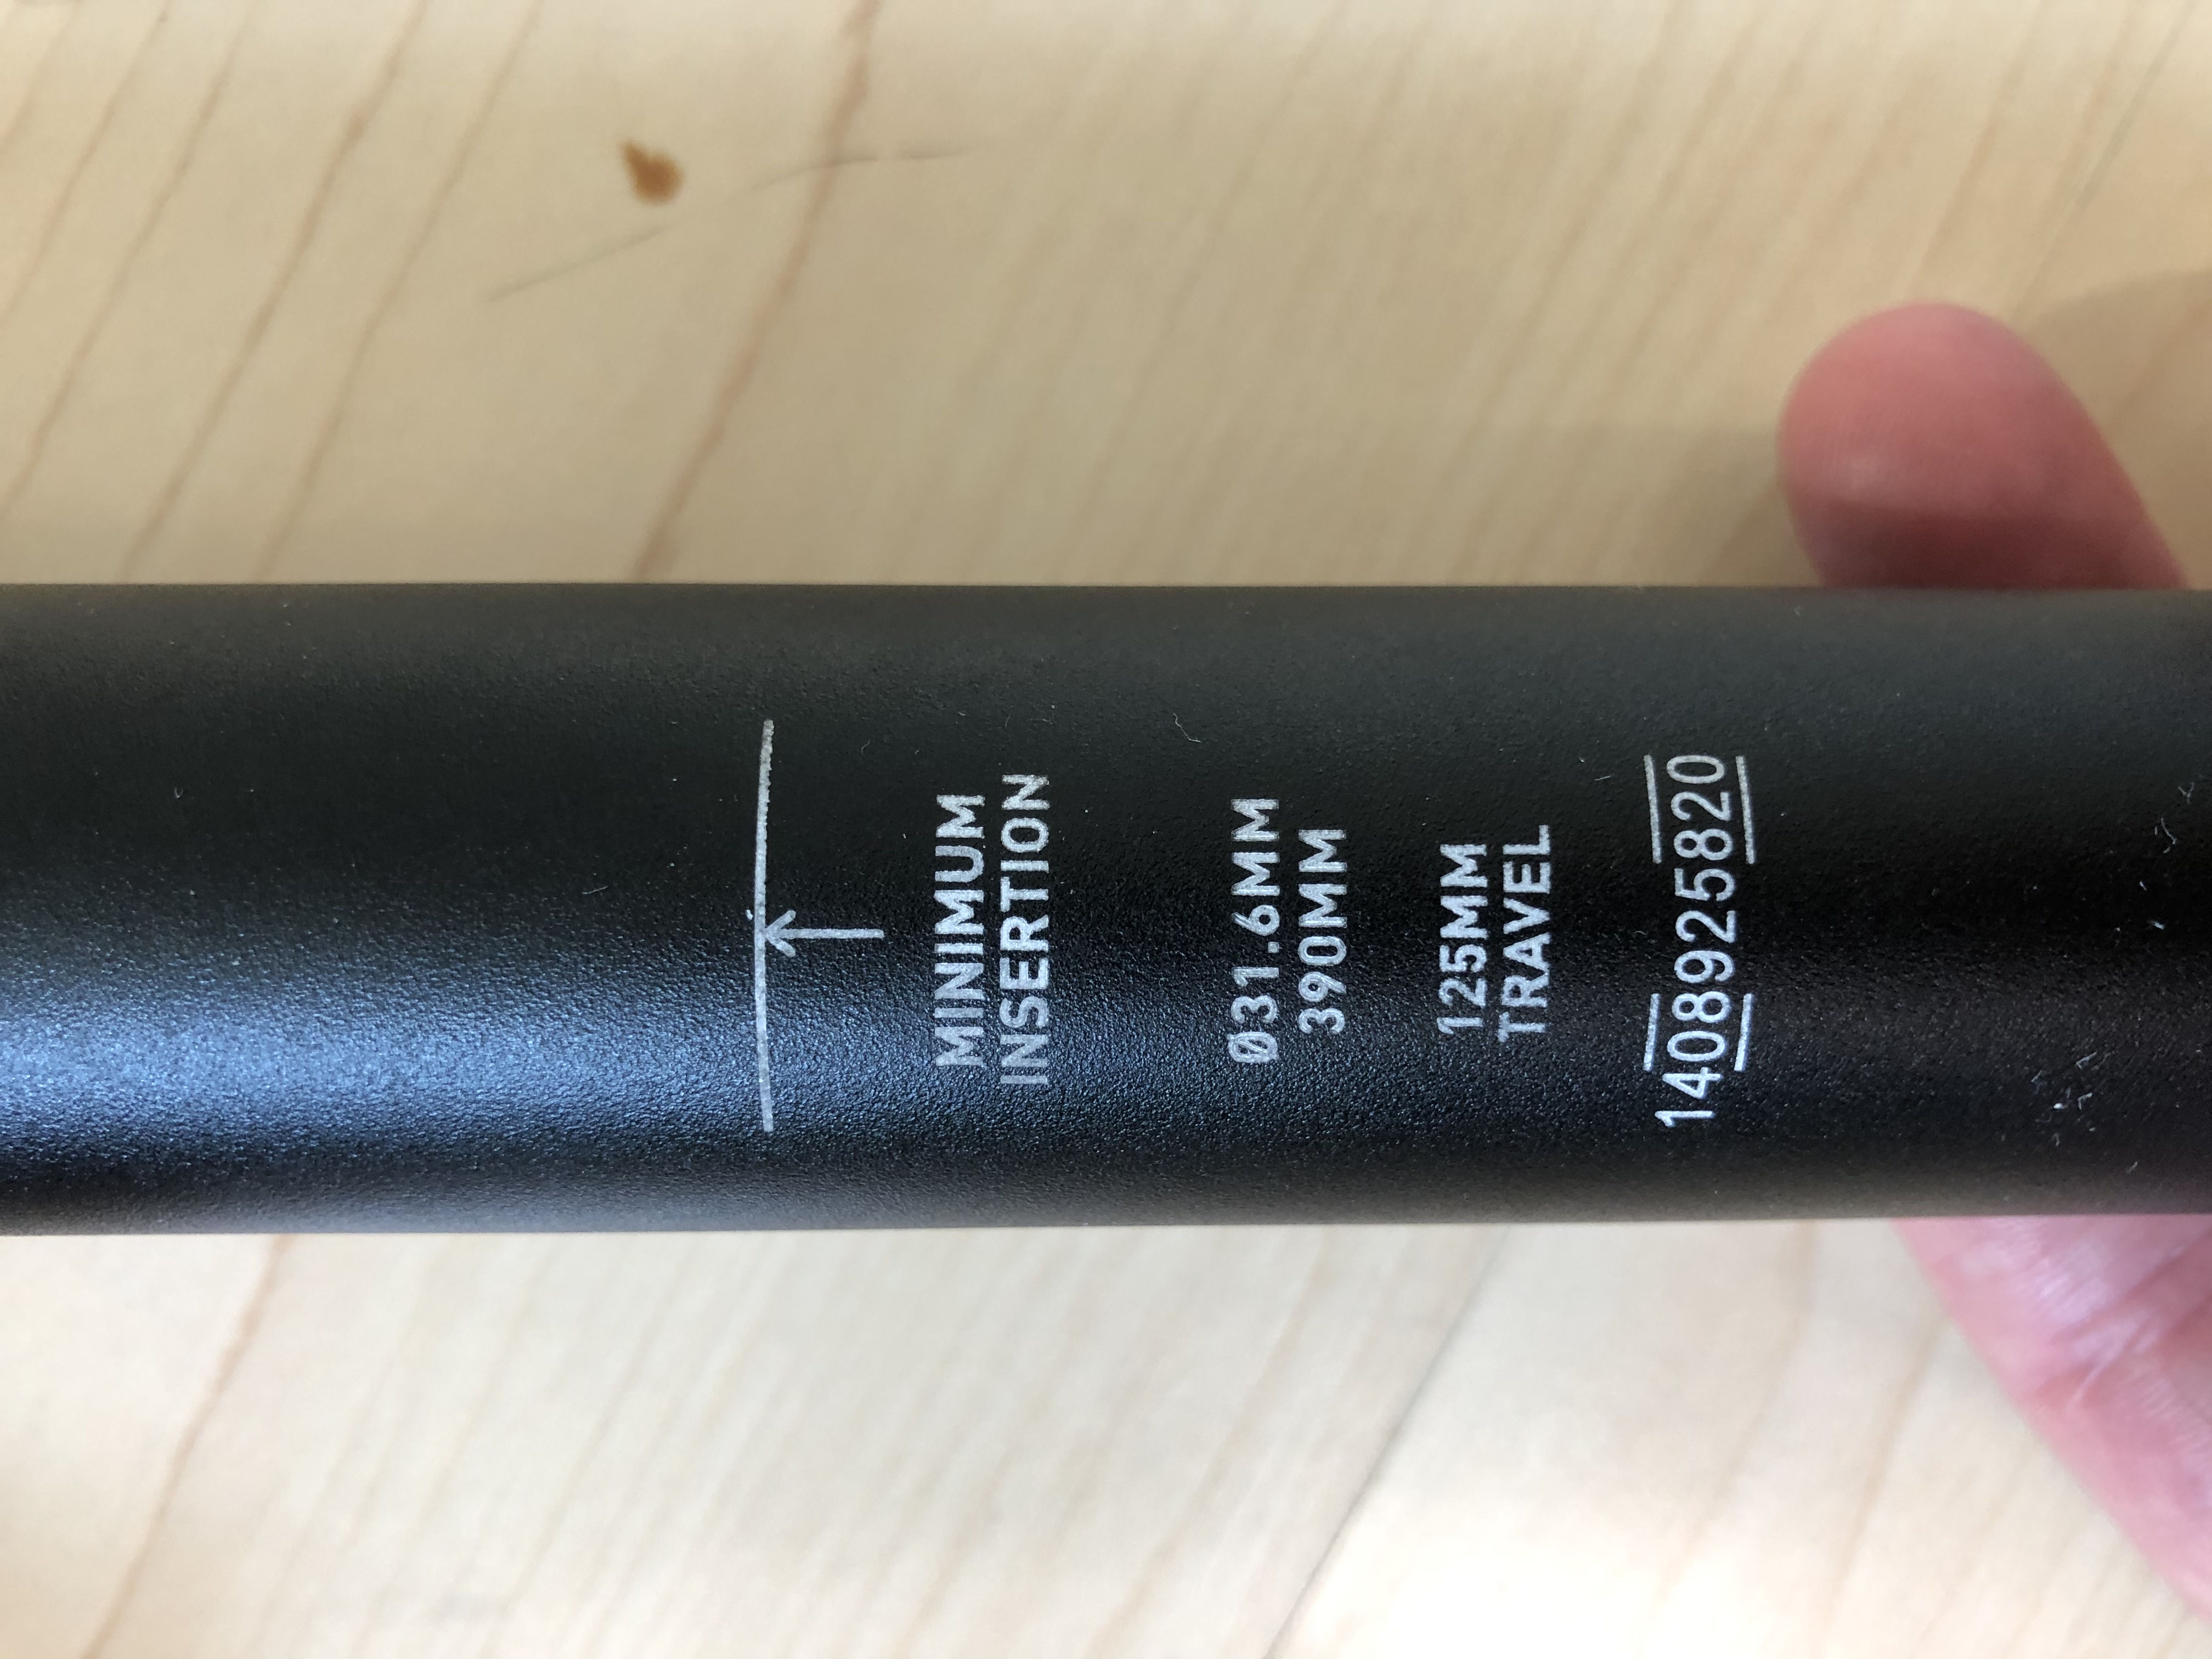 MINIMUM
INSERTION
Ø31.6MM
390MM
125MM
TRAVEL
1408925820